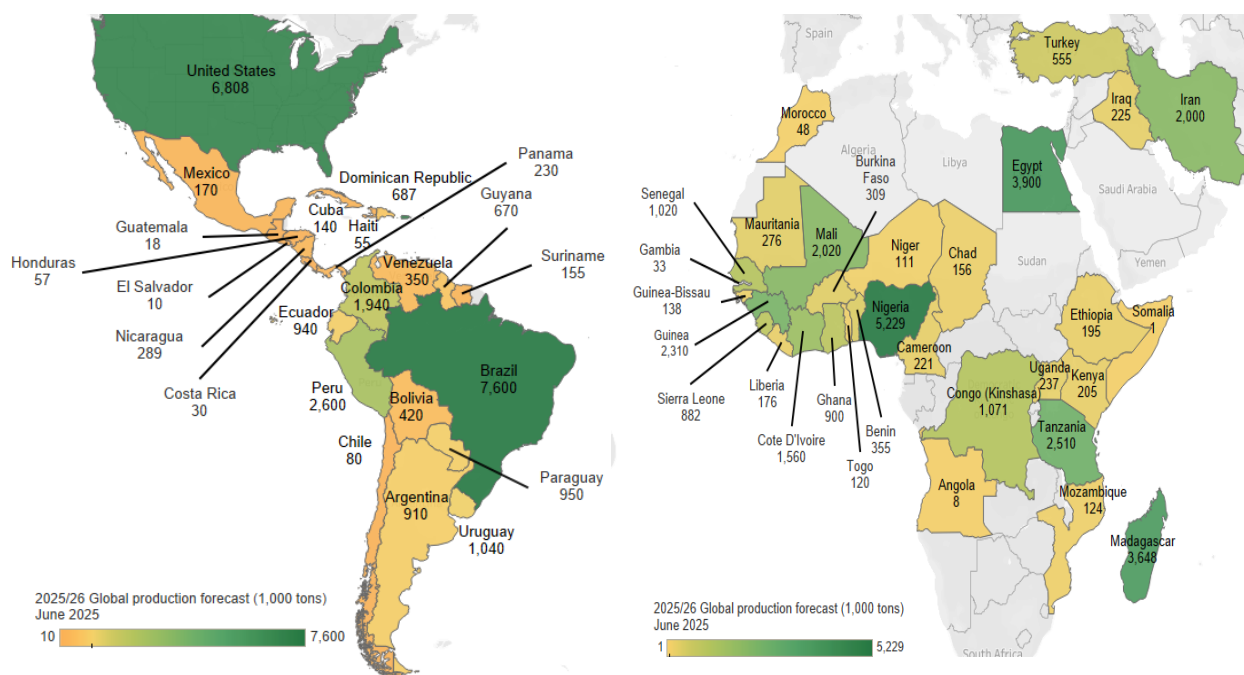 United States
6,808
Mexico
170
Guatemala
18
Honduras
57
El Salvador
10
Nicaragua
289
Costa Rica
30
Cuba
140
Haiti
55
Dominican Republic
687
Panama
230
Guyana
670
Suriname
155
Venezuela
350
Colombia
1,940
Ecuador
940
Peru
2,600
Brazil
7,600
Bolivia
420
Chile
80
Paraguay
950
Argentina
910
Uruguay
1,040
2025/26 Global production forecast (1,000 tons)
June 2025
10
7,600
Spain
Turkey
555
Iraq
225
Iran
2,000
Morocco
48
Algeria
Libya
Egypt
3,900
Saudi Arabia
Burkina
Faso
309
Senegal
1,020
Mauritania
276
Mali
2,020
Niger
111
Chad
156
Sudan
Yemen
Gambia
33
Guinea-Bissau
138
Guinea
2,310
Sierra Leone
882
Liberia
176
Cote D'Ivoire
1,560
Ghana
900
Togo
120
Benin
355
Nigeria
5,229
Cameroon
221
Ethiopia
195
Somalia
1
Uganda
237
Kenya
205
Congo (Kinshasa)
1,071
Tanzania
2,510
Angola
8
Mozambique
124
Madagascar
3,648
2025/26 Global production forecast (1,000 tons)
June 2025
1
5,229
South Africa